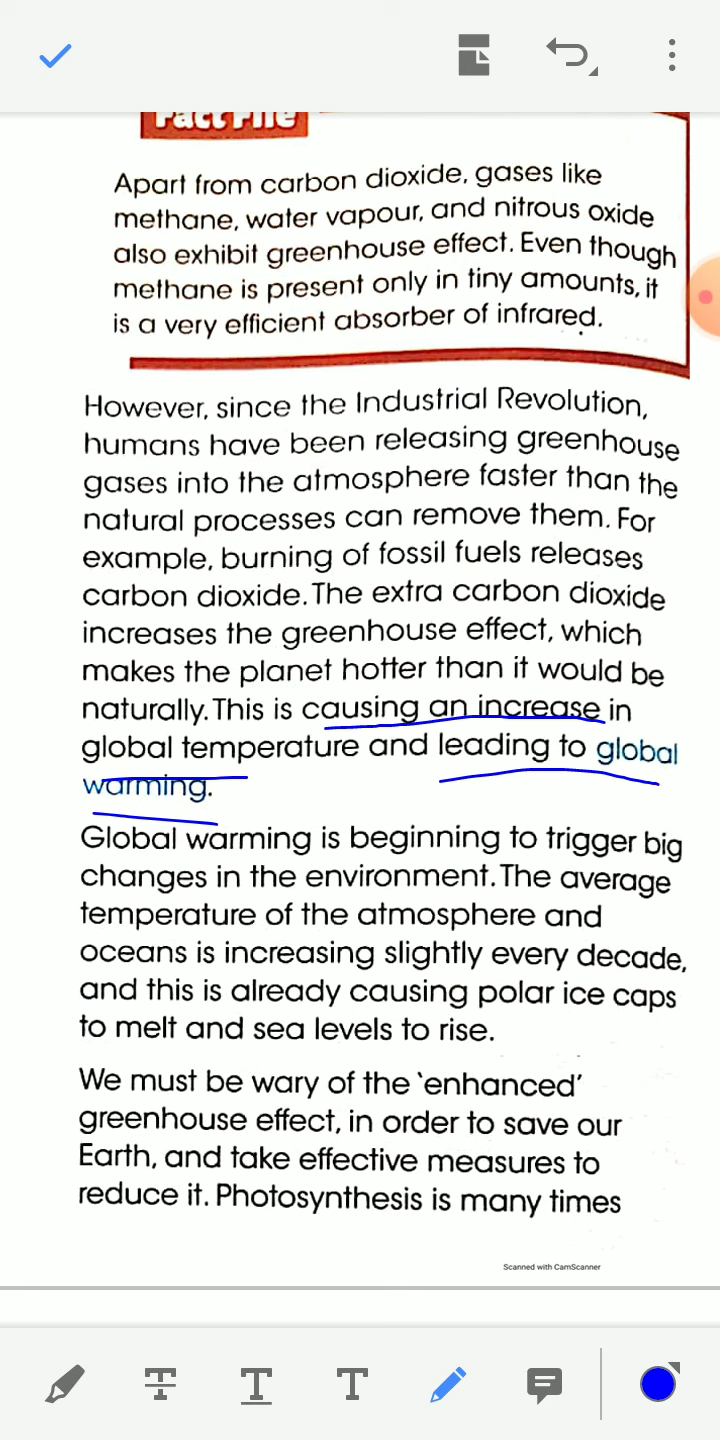 Fact File
Apart from carbon dioxide, gases like
methane, water vapour, and nitrous oxide
also exhibit greenhouse effect. Even though
methane is present only in tiny amounts, it
is a very efficient absorber of infrared.
However, since the Industrial Revolution,
humans have been releasing greenhouse
gases into the atmosphere faster than the
natural processes can remove them. For
example, burning of fossil fuels releases
carbon dioxide. The extra carbon dioxide
increases the greenhouse effect, which
makes the planet hotter than it would be
naturally. This is causing an increase in
global temperature and leading to global
warming.
Global warming is beginning to trigger big
changes in the environment. The average
temperature of the atmosphere and
oceans is increasing slightly every decade,
and this is already causing polar ice caps
to melt and sea levels to rise.
We must be wary of the ‘enhanced’
greenhouse effect, in order to save our
Earth, and take effective measures to
reduce it. Photosynthesis is many times
Scanned with CamScanner
T T T